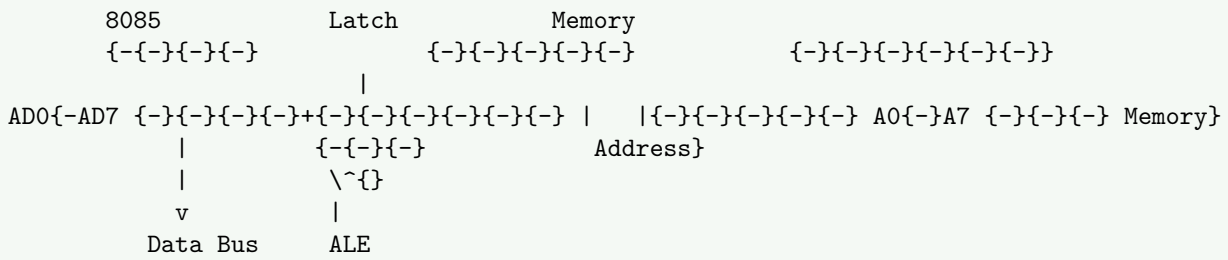 8085 Latch Memory
{-{-}{-}{-} {-}{-}{-}{-}{-} {-}{-}{-}{-}{-}{-}}
|
AD0{-AD7 {-}{-}{-}{-}+{-}{-}{-}{-}{-}{-} | |{-}{-}{-}{-}{-} A0{-}A7 {-}{-}{-} Memory}
| {-{-}{-} Address}
| \^{}
v |
Data Bus ALE